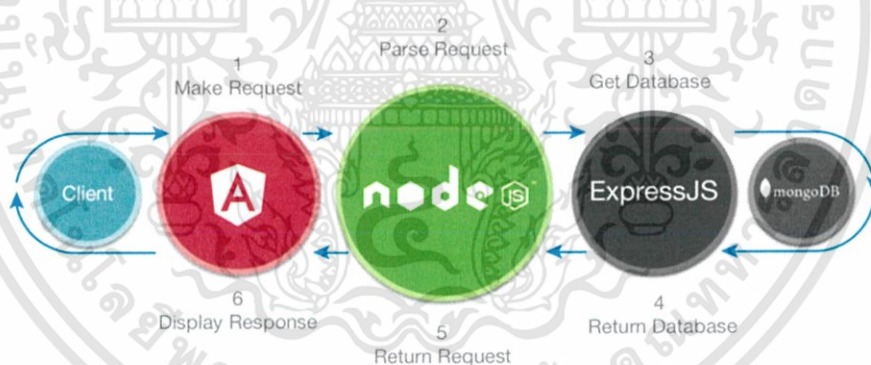 2
Parse Request
1
Make Request
3
Get Database
Client
A
node JS
ExpressJS
mongoDB
6
Display Response
4
Return Database
5
Return Request